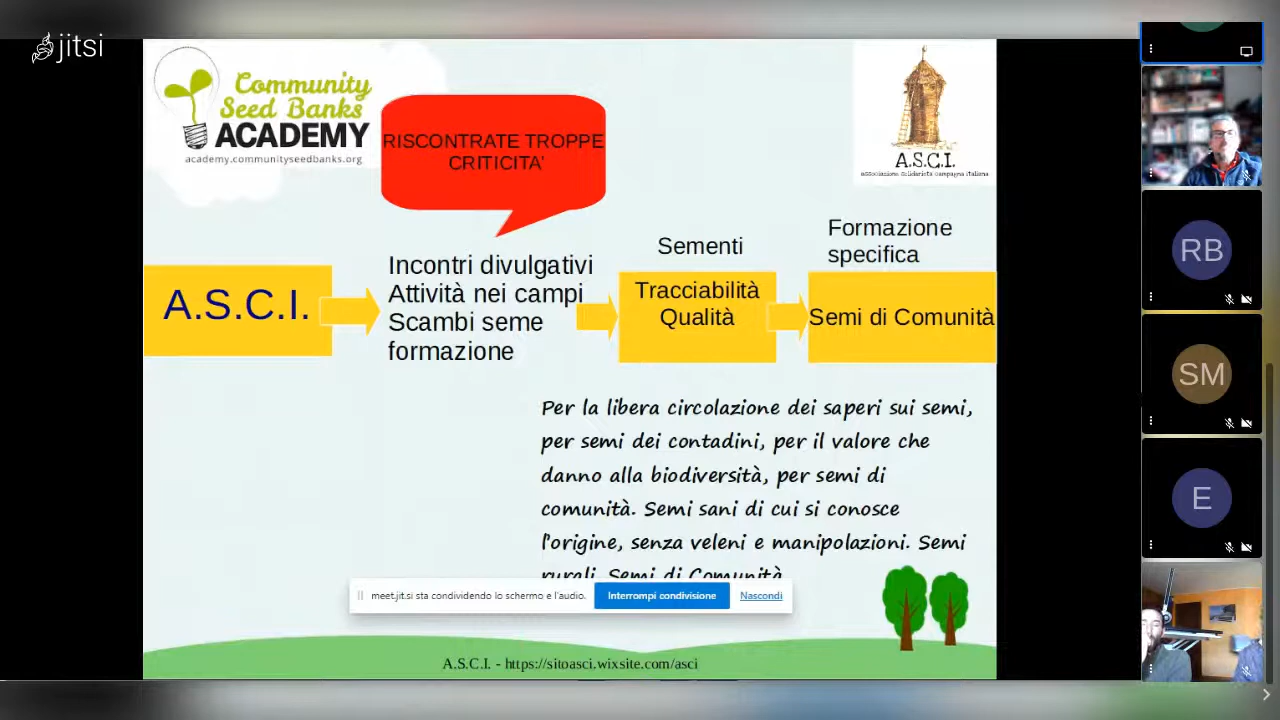 jitsi
Community
Seed Banks
ACADEMY
academy.communityseedbanks.org
RISCONTRATE TROPPE
CRITICITA'
A.S.C.I.
associazione solidarietà campagna italiana
A.S.C.I.
Incontri divulgativi
Attività nei campi
Scambi seme
formazione
Sementi
Tracciabilità
Qualità
Formazione
specifica
Semi di Comunità
Per la libera circolazione dei saperi sui semi,
per semi dei contadini, per il valore che
danno alla biodiversità, per semi di
comunità. Semi sani di cui si conosce
l'origine, senza veleni e manipolazioni. Semi
rurali. Semi di Comunità
meet.jit.si sta condividendo lo schermo e l'audio.
Interrompi condivisione
Nascondi
A.S.C.I. - https://sitoasci.wixsite.com/asci
RB
SM
E